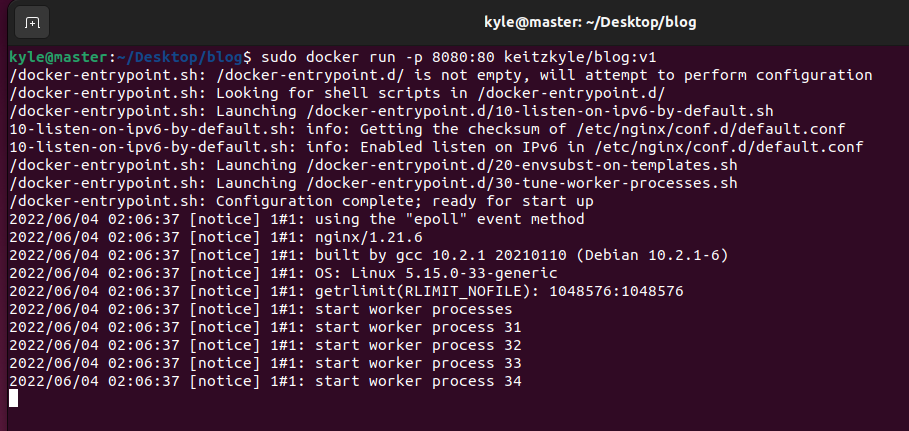 kyle@master: ~/Desktop/blog
kyle@master:~/Desktop/blog$ sudo docker run -p 8080:80 keitzkyle/blog:v1
/docker-entrypoint.sh: /docker-entrypoint.d/ is not empty, will attempt to perform configuration
/docker-entrypoint.sh: Looking for shell scripts in /docker-entrypoint.d/
/docker-entrypoint.sh: Launching /docker-entrypoint.d/10-listen-on-ipv6-by-default.sh
10-listen-on-ipv6-by-default.sh: info: Getting the checksum of /etc/nginx/conf.d/default.conf
10-listen-on-ipv6-by-default.sh: info: Enabled listen on IPv6 in /etc/nginx/conf.d/default.conf
/docker-entrypoint.sh: Launching /docker-entrypoint.d/20-envsubst-on-templates.sh
/docker-entrypoint.sh: Launching /docker-entrypoint.d/30-tune-worker-processes.sh
/docker-entrypoint.sh: Configuration complete; ready for start up
2022/06/04 02:06:37 [notice] 1#1: using the "epoll" event method
2022/06/04 02:06:37 [notice] 1#1: nginx/1.21.6
2022/06/04 02:06:37 [notice] 1#1: built by gcc 10.2.1 20210110 (Debian 10.2.1-6)
2022/06/04 02:06:37 [notice] 1#1: OS: Linux 5.15.0-33-generic
2022/06/04 02:06:37 [notice] 1#1: getrlimit(RLIMIT_NOFILE): 1048576:1048576
2022/06/04 02:06:37 [notice] 1#1: start worker processes
2022/06/04 02:06:37 [notice] 1#1: start worker process 31
2022/06/04 02:06:37 [notice] 1#1: start worker process 32
2022/06/04 02:06:37 [notice] 1#1: start worker process 33
2022/06/04 02:06:37 [notice] 1#1: start worker process 34